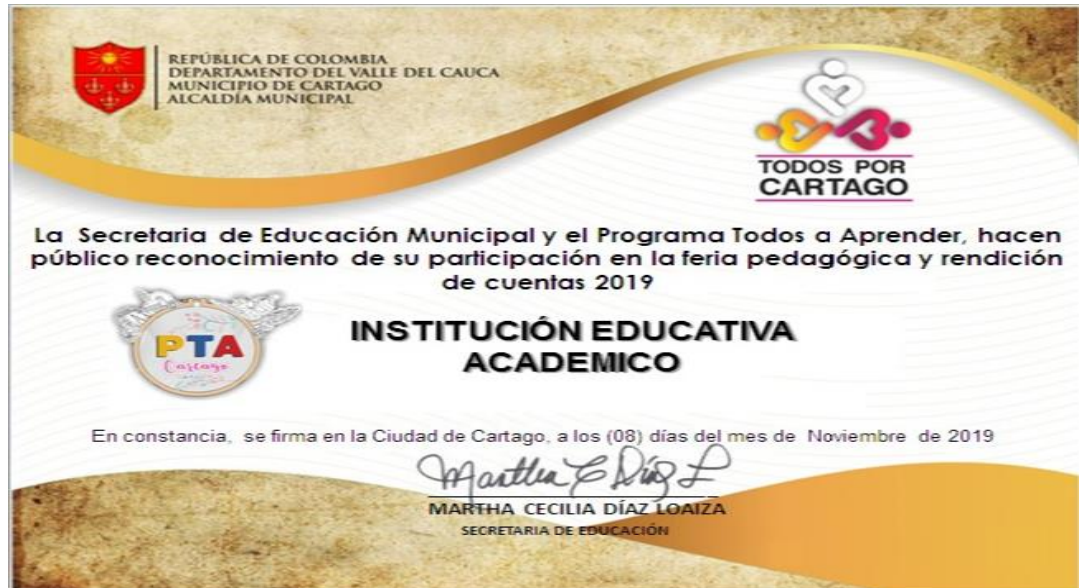 REPÚBLICA DE COLOMBIA
DEPARTAMENTO DEL VALLE DEL CAUCA
MUNICIPIO DE CARTAGO
ALCALDÍA MUNICIPAL
TODOS POR
CARTAGO
La Secretaria de Educación Municipal y el Programa Todos a Aprender, hacen
público reconocimiento de su participación en la feria pedagógica y rendición
de cuentas 2019
PTA
Cartago
INSTITUCIÓN EDUCATIVA
ACADEMICO
En constancia, se firma en la Ciudad de Cartago, a los (08) días del mes de Noviembre de 2019
Martha C Díaz L
MARTHA CECILIA DÍAZ LOAIZA
SECRETARIA DE EDUCACIÓN